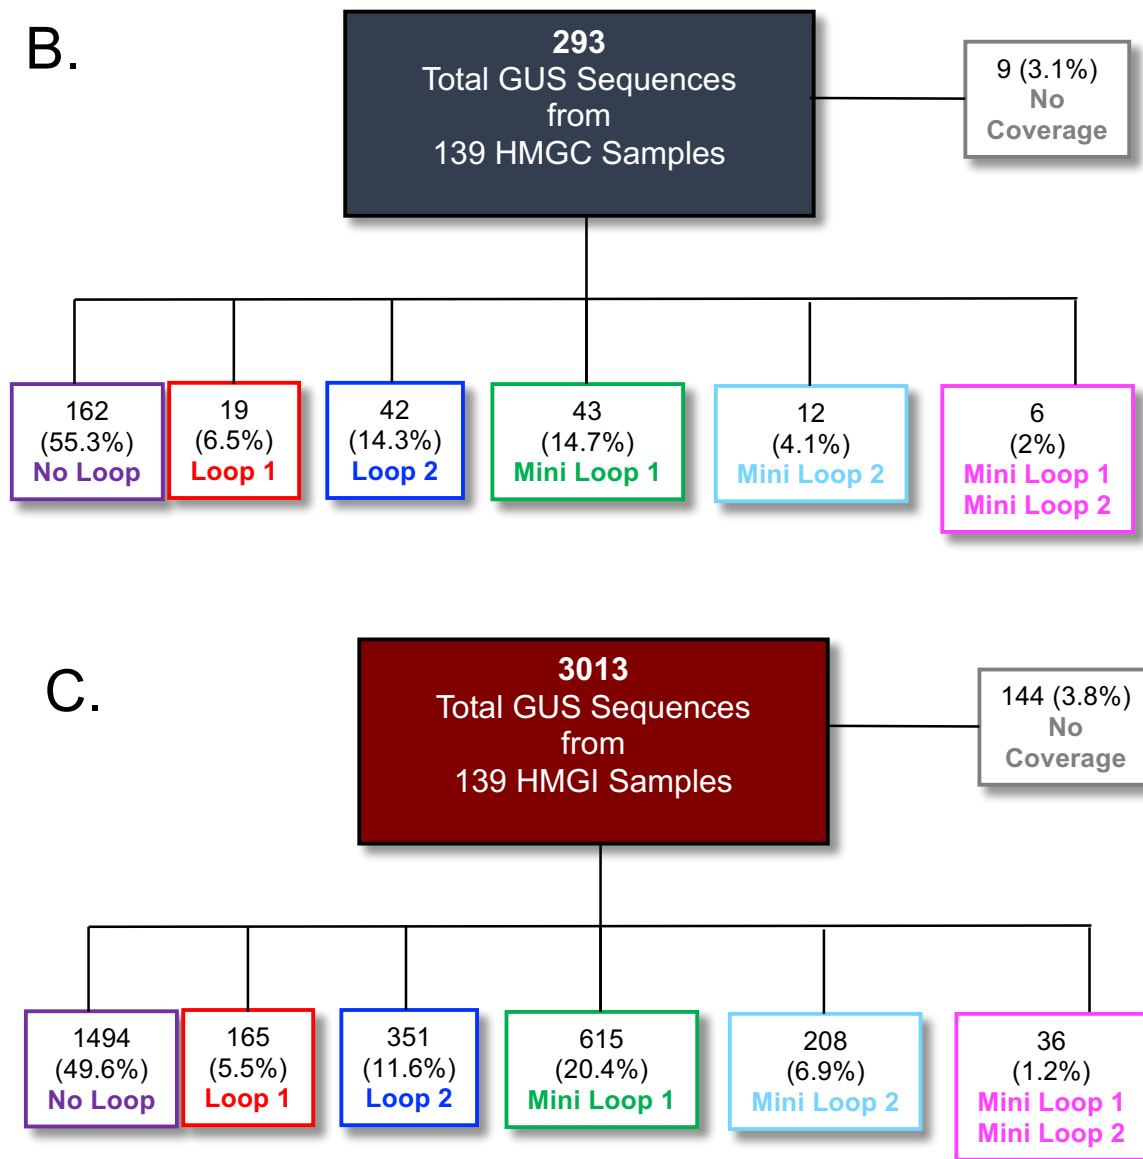 B.
293
Total GUS Sequences
from
139 HMGC Samples
9 (3.1%)
No
Coverage
162
(55.3%)
No Loop
19
(6.5%)
Loop 1
42
(14.3%)
Loop 2
43
(14.7%)
Mini Loop 1
12
(4.1%)
Mini Loop 2
6
(2%)
Mini Loop 1
Mini Loop 2
C.
3013
Total GUS Sequences
from
139 HMGI Samples
144 (3.8%)
No
Coverage
1494
(49.6%)
No Loop
165
(5.5%)
Loop 1
351
(11.6%)
Loop 2
615
(20.4%)
Mini Loop 1
208
(6.9%)
Mini Loop 2
36
(1.2%)
Mini Loop 1
Mini Loop 2